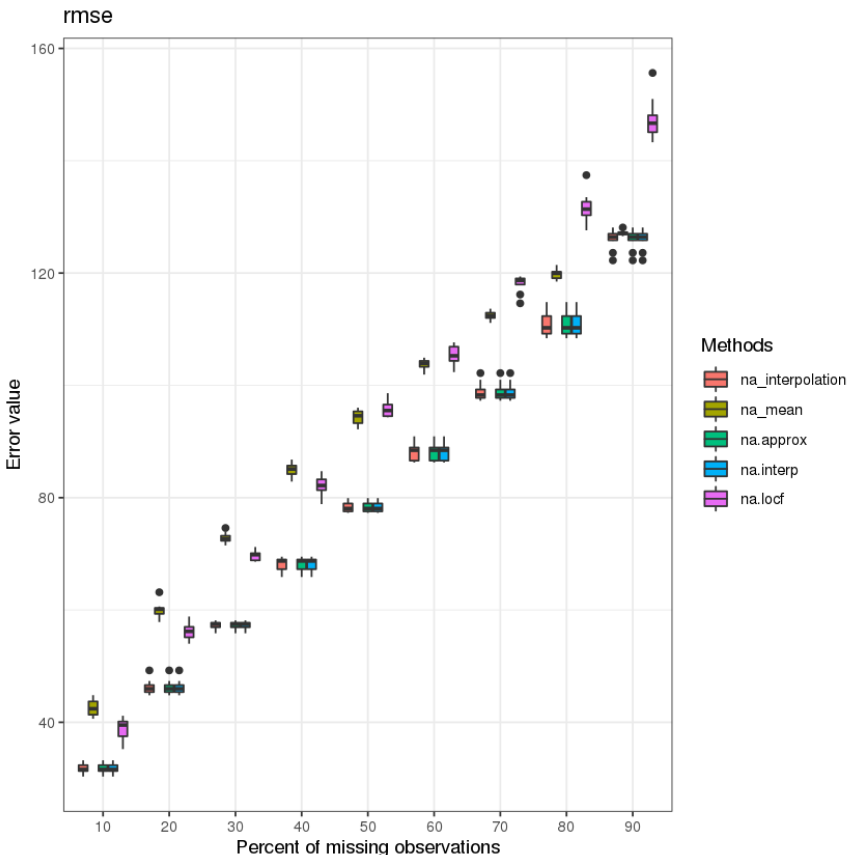 rmse
160
120
80
40
Error value
10 20 30 40 50 60 70 80 90
Percent of missing observations
Methods
na_interpolation
na_mean
na.approx
na.interp
na.locf